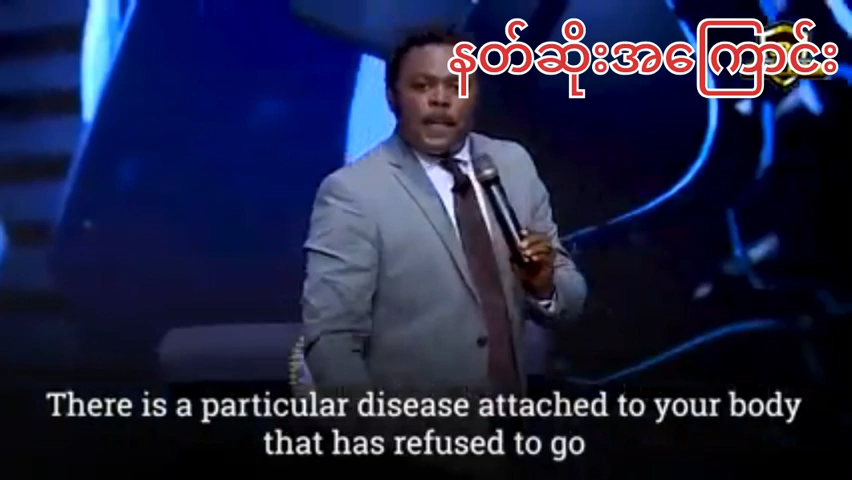 နတ်ဆိုးအကြောင်း
There is a particular disease attached to your body
that has refused to go